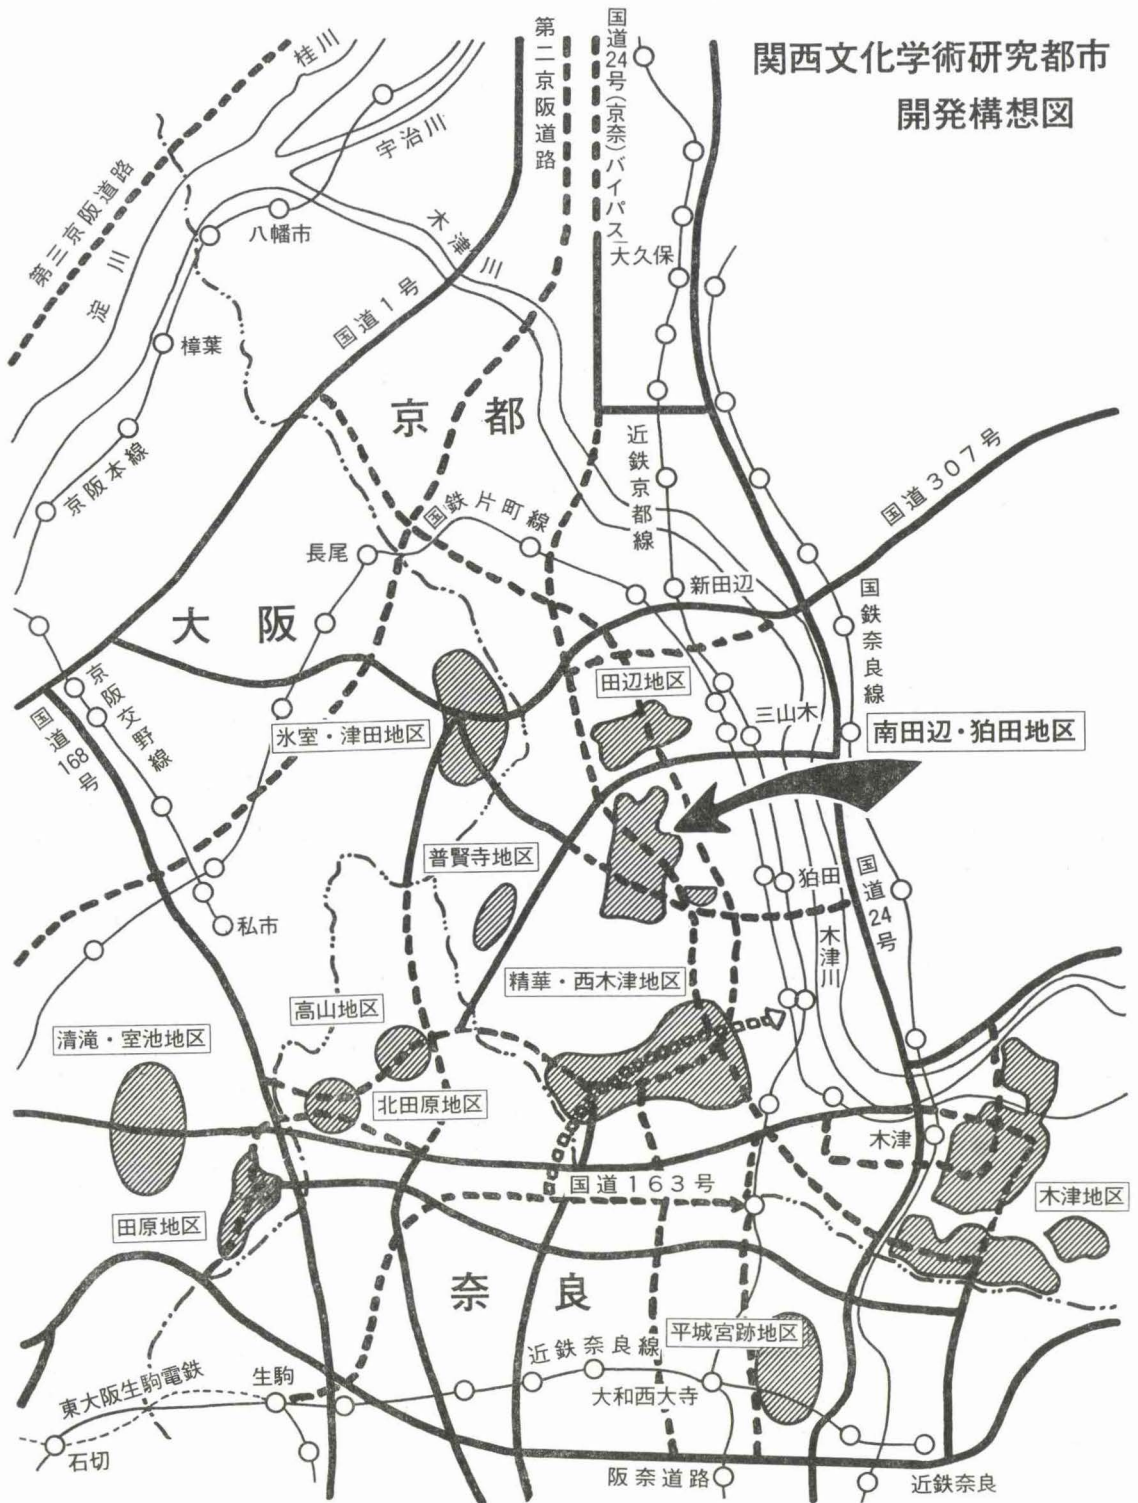 関西文化学術研究都市
開発構想図
桂川
宇治川
第二京阪道路
国道24号(京奈)バイパス
第三京阪道路
淀川
八幡市
木津川
大久保
国道1号
樟葉
京都
京阪本線
近鉄京都線
国道307号
国鉄片町線
長尾
新田辺
国鉄奈良線
大阪
田辺地区
京阪交野線
国道168号
氷室・津田地区
三山木
南田辺・狛田地区
普賢寺地区
狛田
国道24号
私市
木津川
精華・西木津地区
高山地区
清滝・室池地区
北田原地区
木津
国道163号
木津地区
田原地区
奈良
平城宮跡地区
近鉄奈良線
生駒
東大阪生駒電鉄
大和西大寺
石切
阪奈道路
近鉄奈良